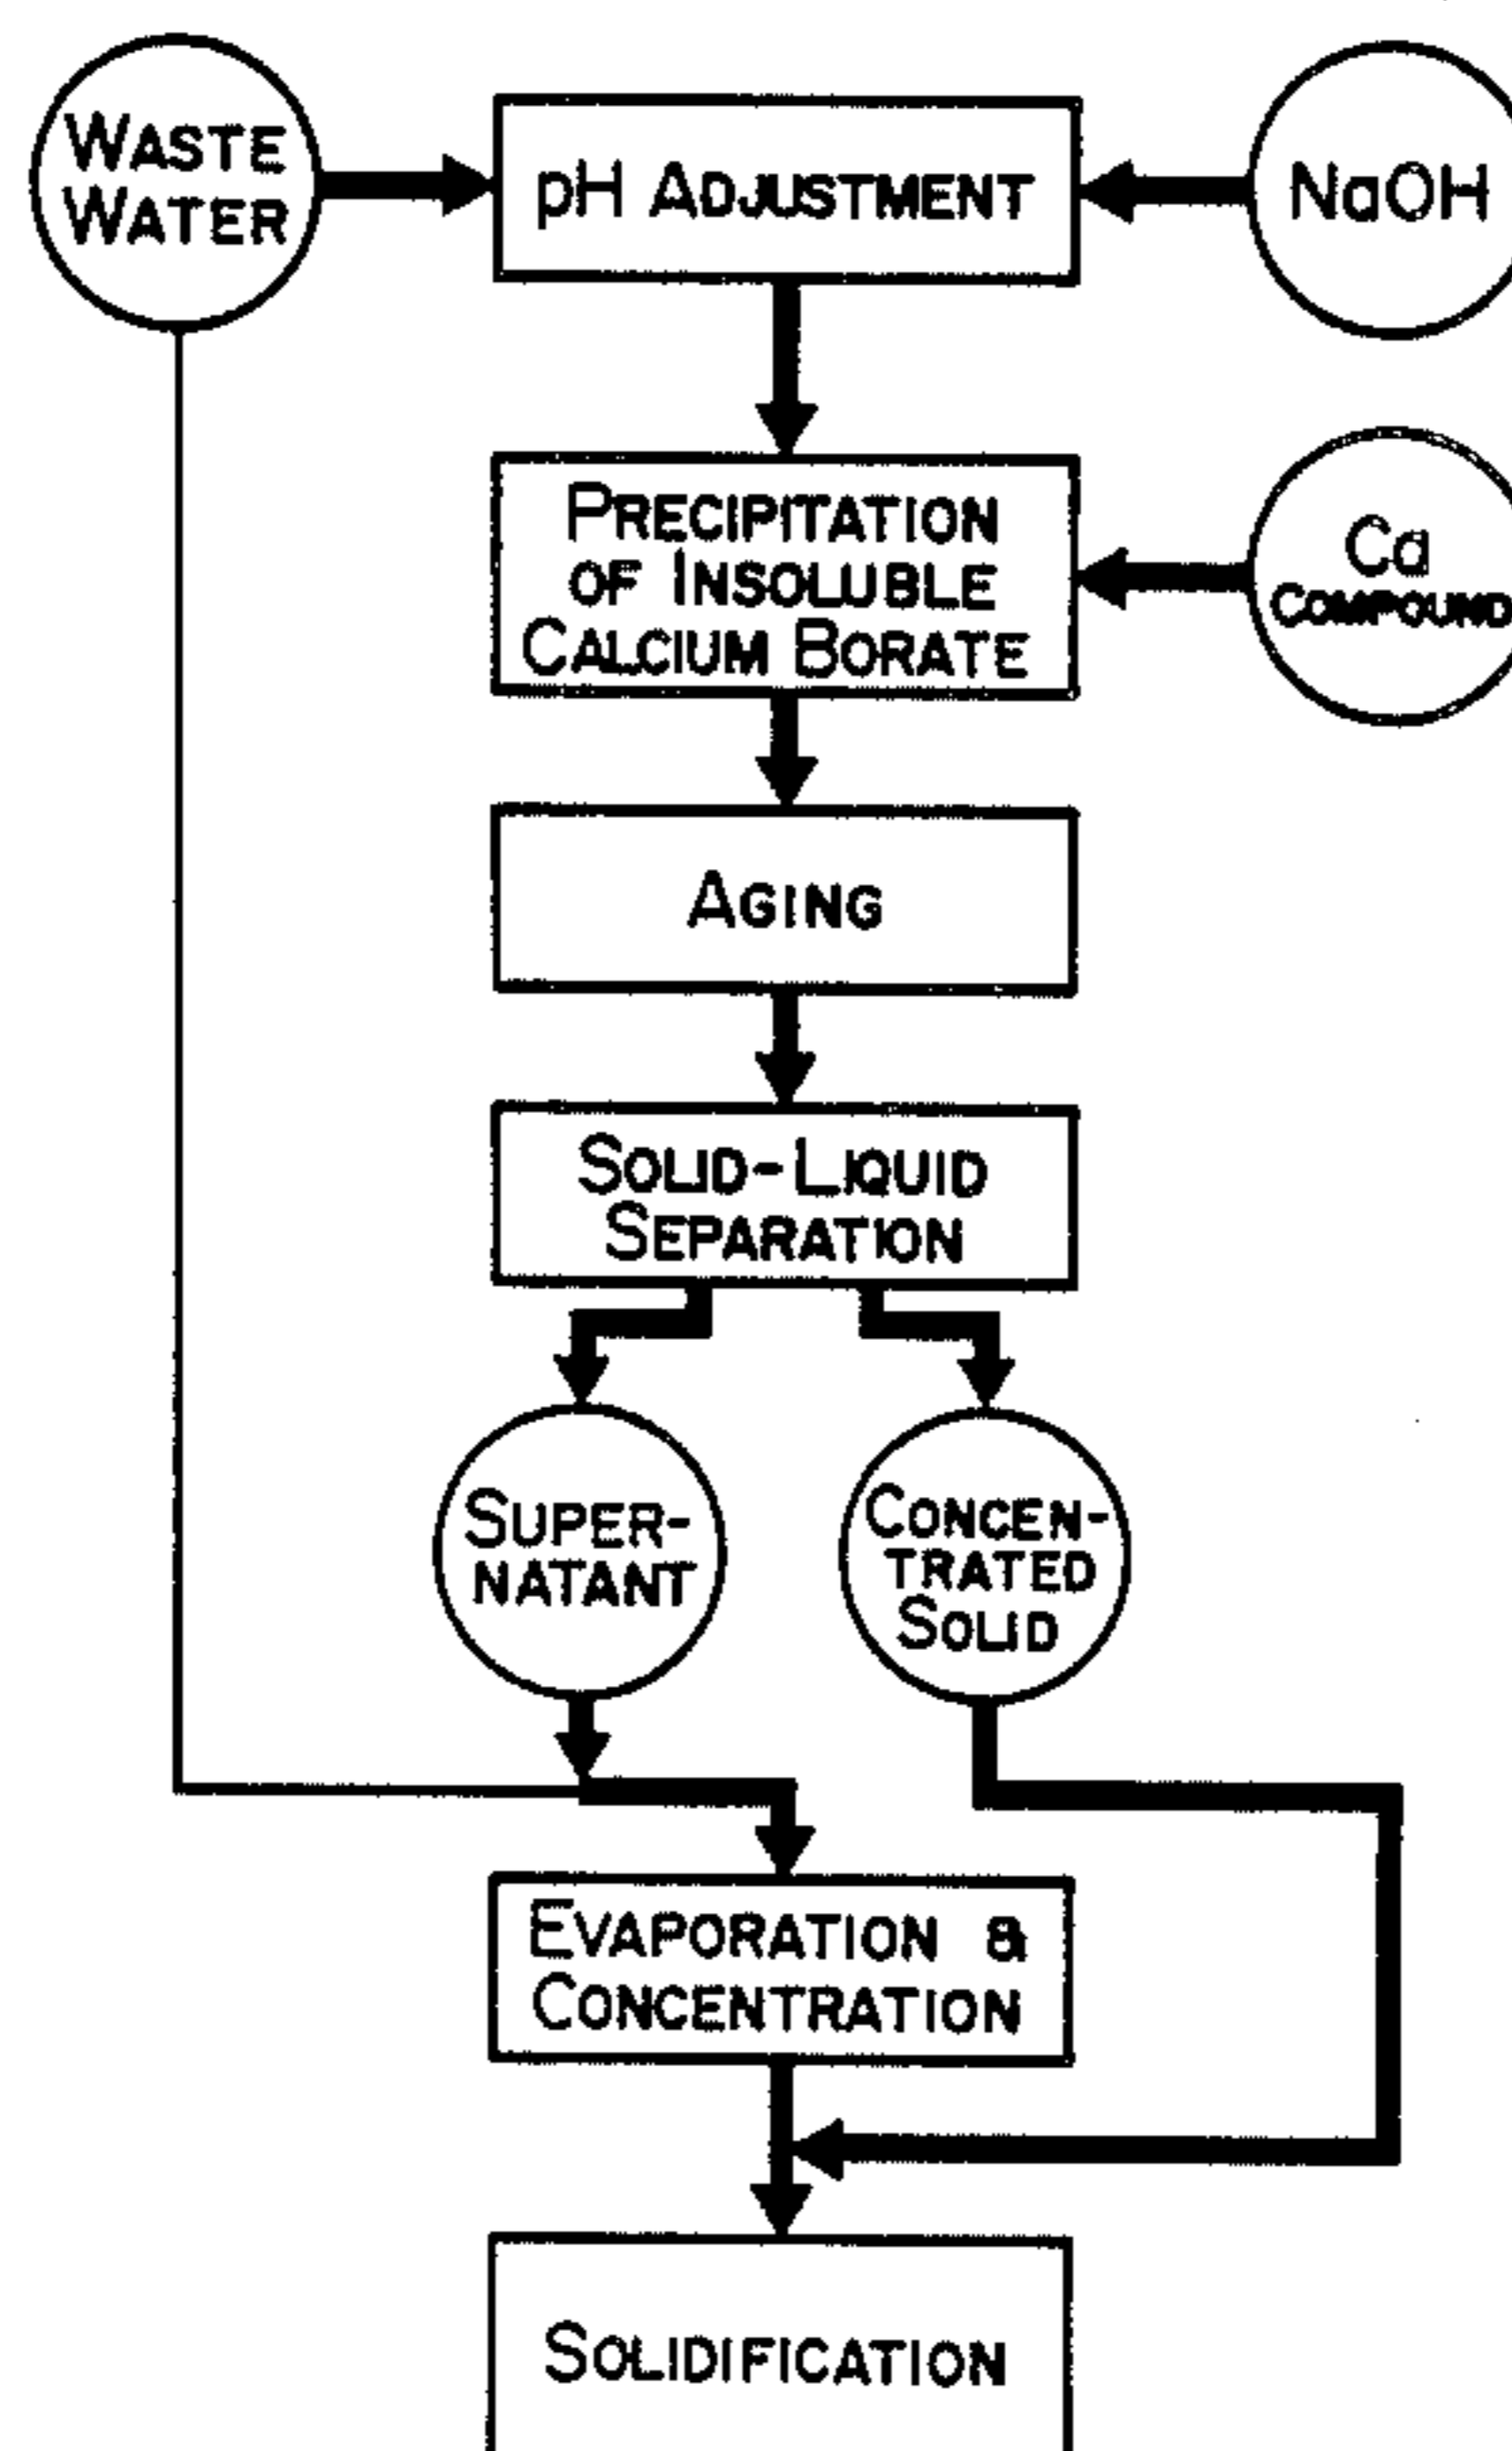 WASTE
WATER
pH ADJUSTMENT
NaOH
PRECIPITATION
OF INSOLUBLE
CALCIUM BORATE
Ca
COMPOUND
AGING
SOLID-LIQUID
SEPARATION
SUPER-
NATANT
CONCEN-
TRATED
SOLID
EVAPORATION &
CONCENTRATION
SOLIDIFICATION